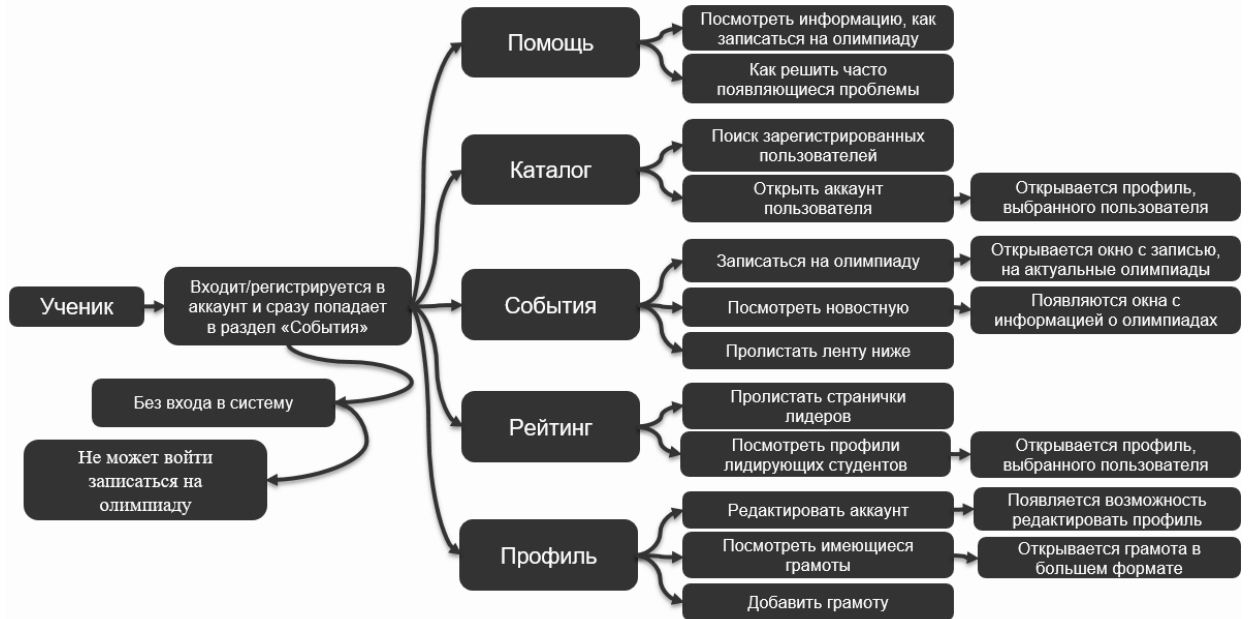 Ученик
Входит/регистрируется в
аккаунт и сразу попадает
в раздел «События»
Без входа в систему
Не может войти
записаться на
олимпиаду
Помощь
Посмотреть информацию, как
записаться на олимпиаду
Как решить часто
появляющиеся проблемы
Каталог
Поиск зарегистрированных
пользователей
Открыть аккаунт
пользователя
Открывается профиль,
выбранного пользователя
События
Записаться на олимпиаду
Открывается окно с записью,
на актуальные олимпиады
Посмотреть новостную
Появляются окна с
информацией о олимпиадах
Пролистать ленту ниже
Рейтинг
Пролистать странички
лидеров
Посмотреть профили
лидирующих студентов
Открывается профиль,
выбранного пользователя
Профиль
Редактировать аккаунт
Появляется возможность
редактировать профиль
Посмотреть имеющиеся
грамоты
Открывается грамота в
большем формате
Добавить грамоту